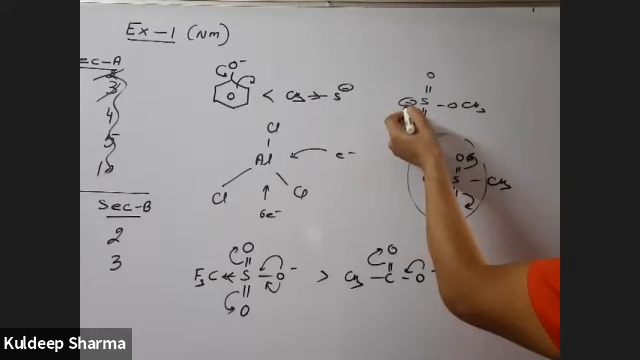 Ex-1 (Nm)
Sec-A
3
4
5
10
Sec-B
2
3
O⁻
O
< CH₃ → S⊖
Cl
Al
Cl
Cl
e⁻
6e⁻
O
S -OCH₃
O
S - CH₃
O
F₃C ← S - O⁻
O
>
O
CH₃ - C - O⁻
Kuldeep Sharma